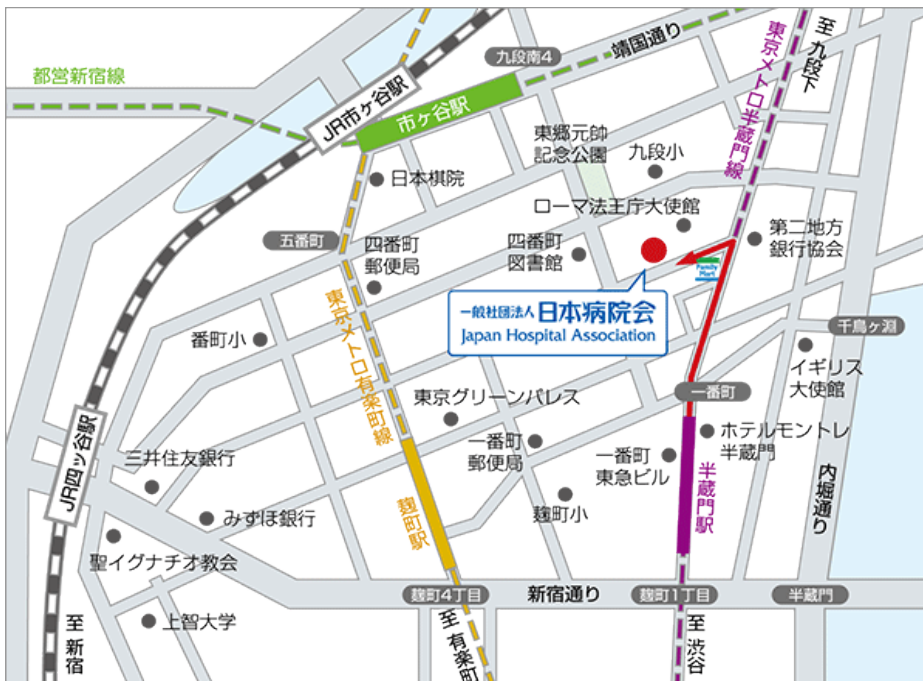 都営新宿線
JR市ヶ谷駅
市ヶ谷駅
九段南4
靖国通り
東京メトロ半蔵門線
至 九段下
日本棋院
東郷元帥
記念公園
九段小
ローマ法王庁大使館
第二地方
銀行協会
五番町
四番町
郵便局
四番町
図書館
Family
Mart
一般社団法人 日本病院会
Japan Hospital Association
東京メトロ有楽町線
番町小
千鳥ヶ淵
イギリス
大使館
一番町
東京グリーンパレス
一番町
郵便局
一番町
東急ビル
ホテルモントレ
半蔵門
半蔵門駅
内堀通り
JR四ッ谷駅
三井住友銀行
みずほ銀行
麹町駅
麹町小
聖イグナチオ教会
上智大学
麹町4丁目
新宿通り
麹町1丁目
半蔵門
至 新宿
至 有楽町
至 渋谷